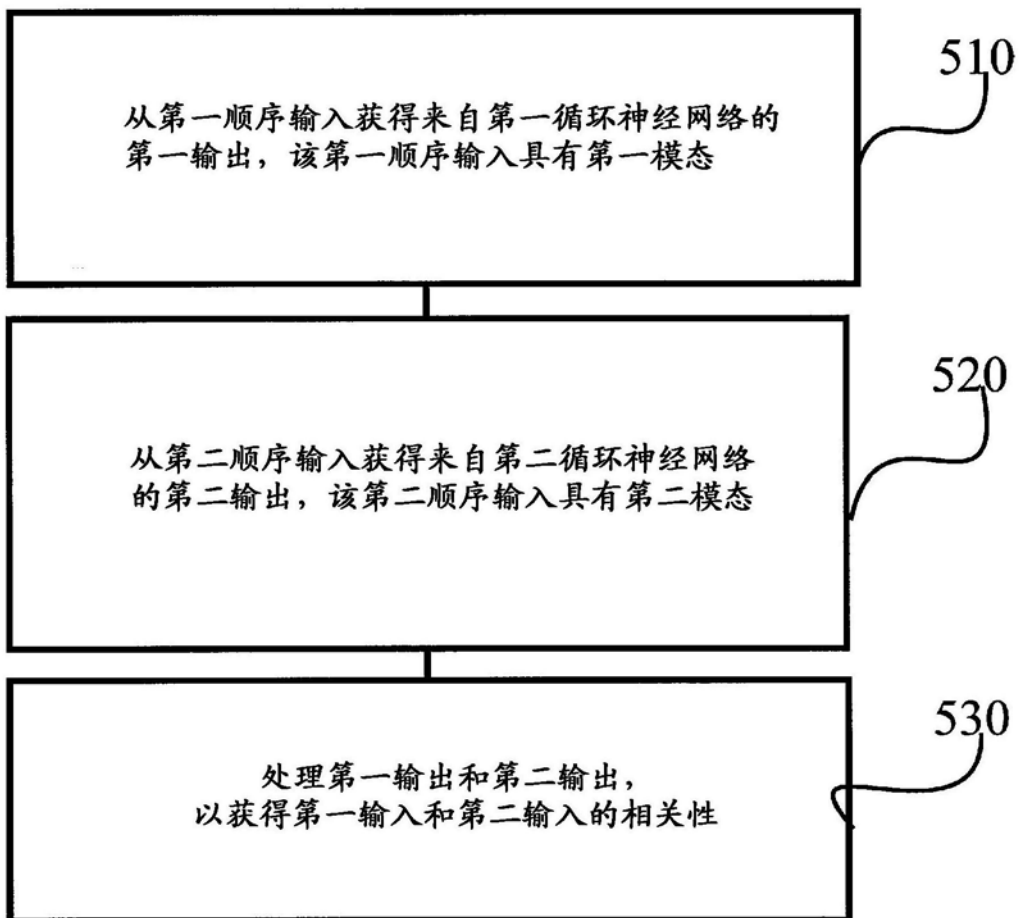 510
从第一顺序输入获得来自第一循环神经网络的
第一输出，该第一顺序输入具有第一模态
520
从第二顺序输入获得来自第二循环神经网络
的第二输出，该第二顺序输入具有第二模态
530
处理第一输出和第二输出，
以获得第一输入和第二输入的相关性